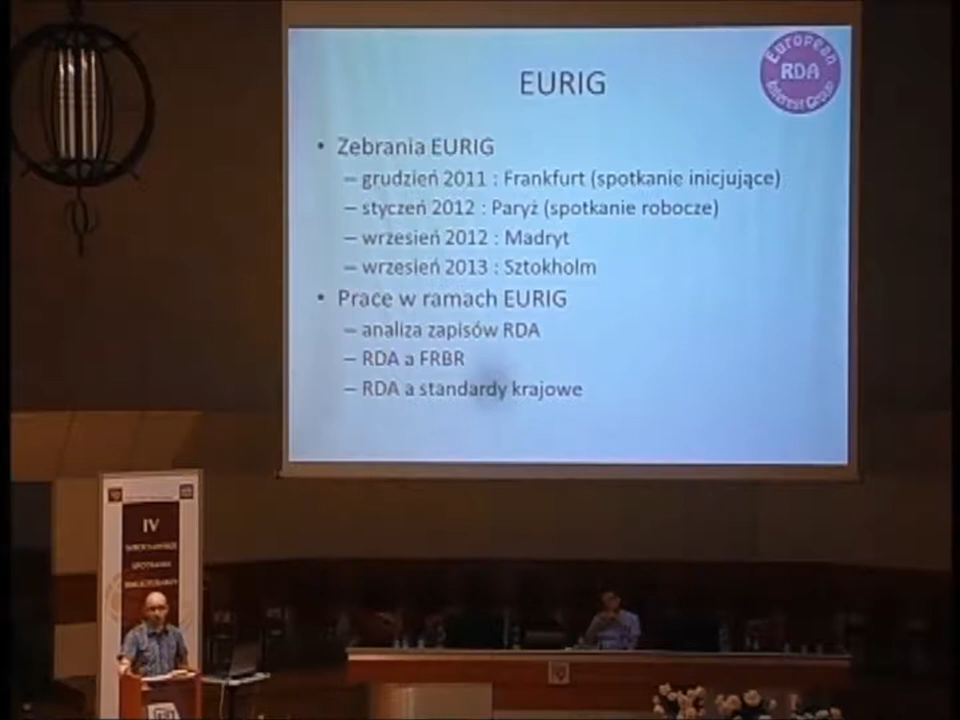 European
RDA
Interest Group
EURIG
• Zebrania EURIG
– grudzień 2011 : Frankfurt (spotkanie inicjujące)
– styczeń 2012 : Paryż (spotkanie robocze)
– wrzesień 2012 : Madryt
– wrzesień 2013 : Sztokholm
• Prace w ramach EURIG
– analiza zapisów RDA
– RDA a FRBR
– RDA a standardy krajowe
IV
SPOTKANIA